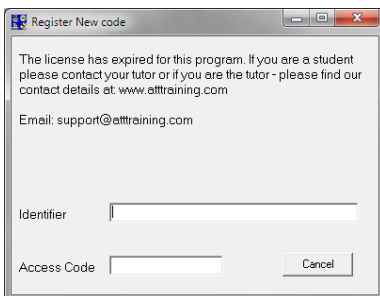 Register New code
The license has expired for this program. If you are a student
please contact your tutor or if you are the tutor - please find our
contact details at: www.atttraining.com
Email: support@atttraining.com
Identifier
Access Code
Cancel